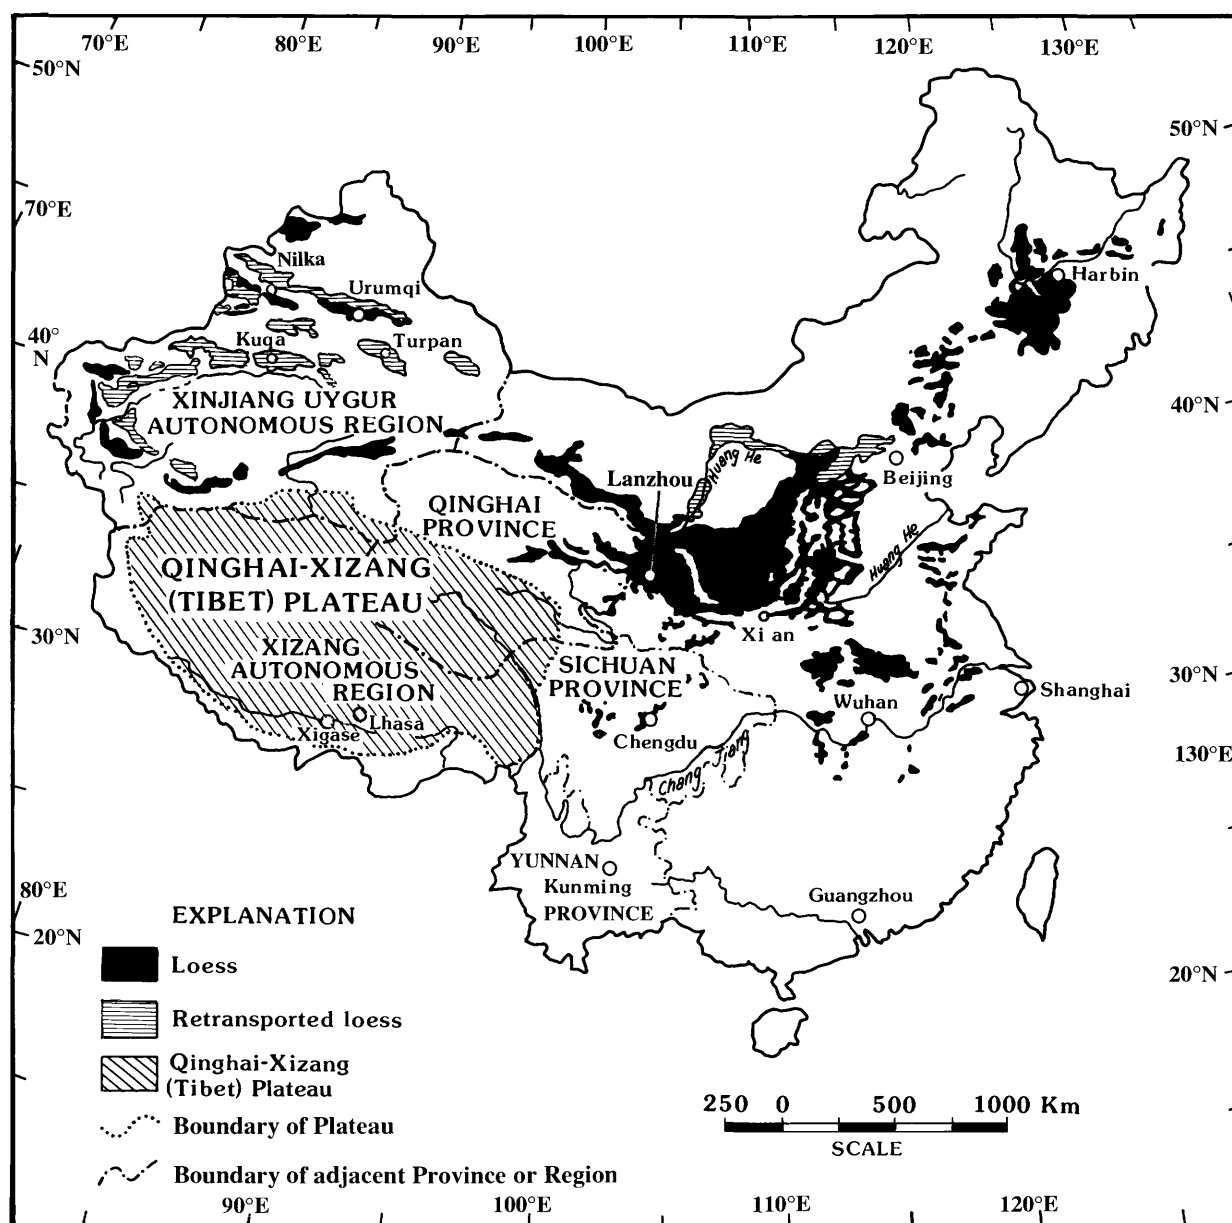 70°E 80°E 90°E 100°E 110°E 120°E 130°E
50°N
50°N
70°E
Nilka
Harbin
Urumqi
40°
N
Kuqa
Turpan
XINJIANG UYGUR
AUTONOMOUS REGION
40°N
Huang He
Beijing
Lanzhou
QINGHAI
PROVINCE
Huang He
QINGHAI-XIZANG
(TIBET) PLATEAU
30°N
Xi an
XIZANG
AUTONOMOUS
REGION
SICHUAN
PROVINCE
30°N
Shanghai
Wuhan
Lhasa
Xigase
Chengdu
130°E
Chang-Jiang
YUNNAN
Kunming
PROVINCE
80°E
Guangzhou
20°N
20°N
EXPLANATION
Loess
Retransported loess
Qinghai-Xizang
(Tibet) Plateau
Boundary of Plateau
Boundary of adjacent Province or Region
250 0 500 1000 Km
SCALE
90°E 100°E 110°E 120°E